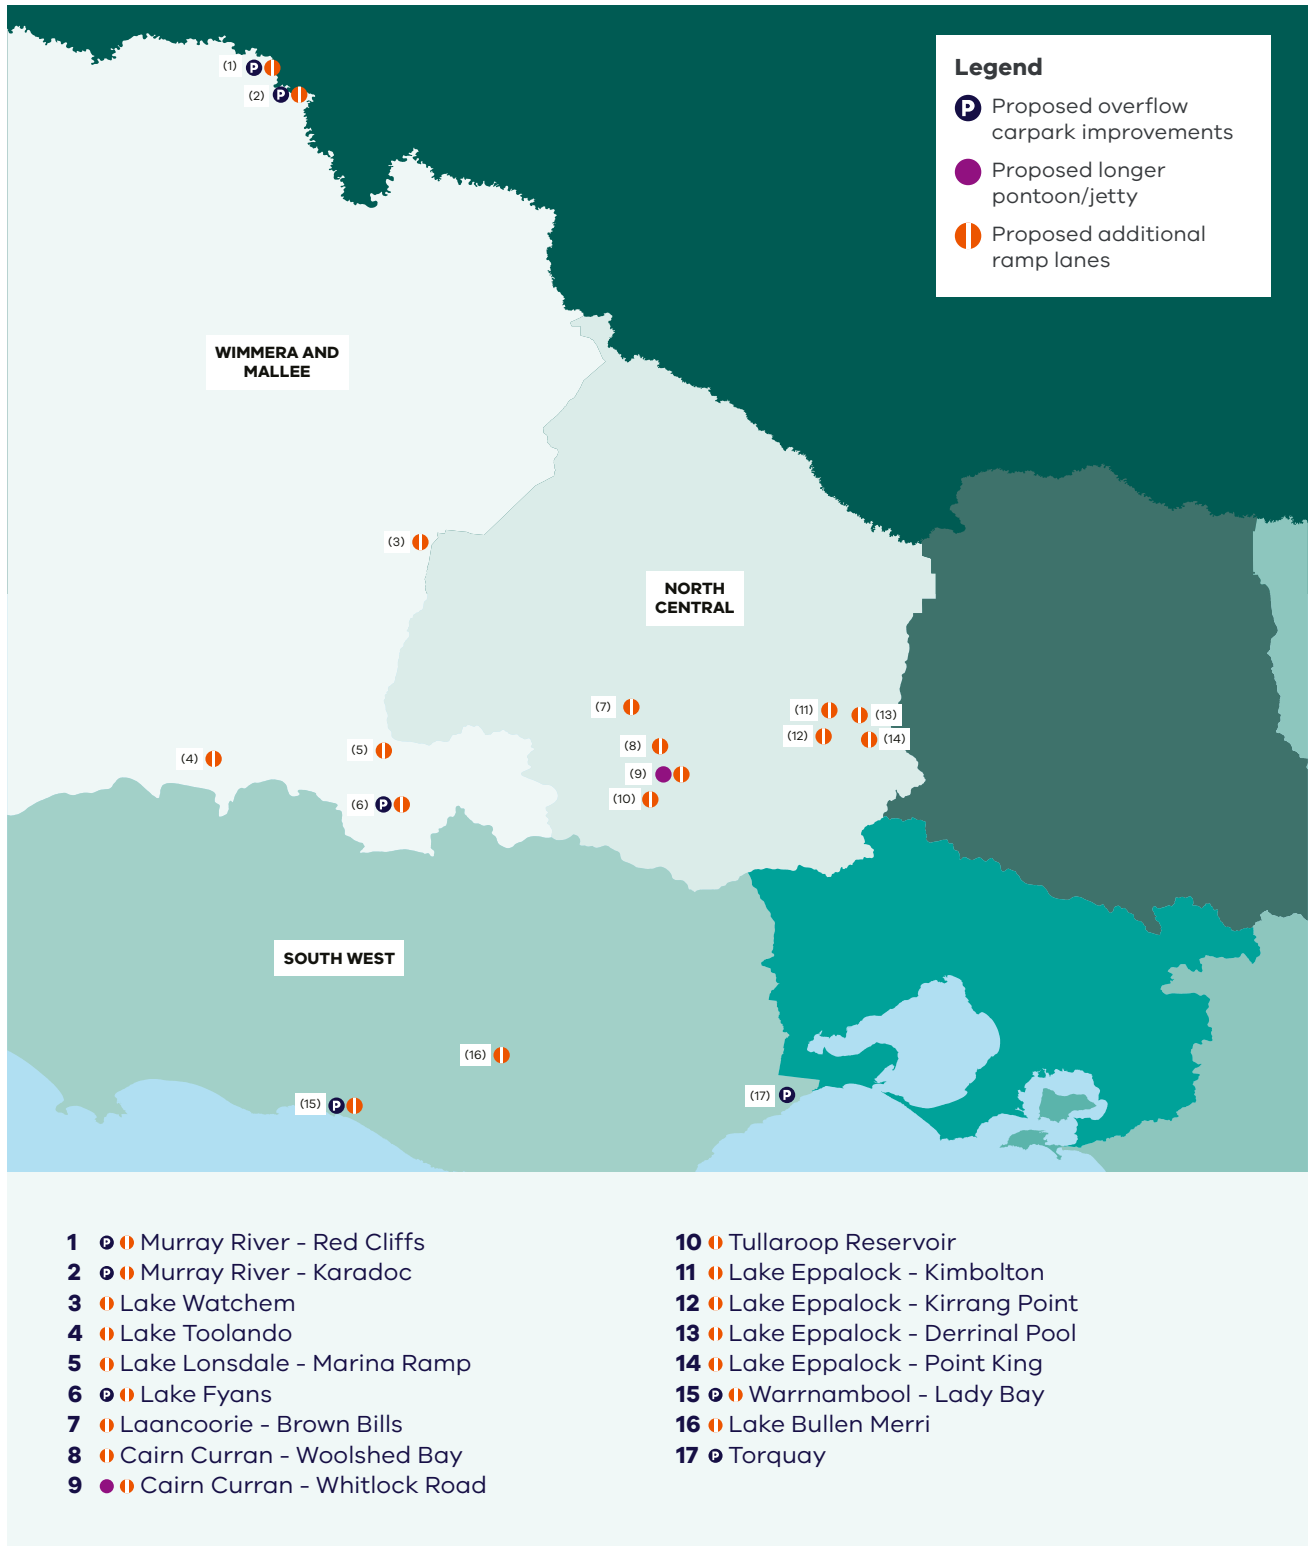 (1) P
(2) P
Legend
P Proposed overflow
carpark improvements
Proposed longer
pontoon/jetty
Proposed additional
ramp lanes
WIMMERA AND
MALLEE
(3)
NORTH
CENTRAL
(4)
(5)
(6) P
(7)
(8)
(9)
(10)
(11)
(12)
(13)
(14)
SOUTH WEST
(15) P
(16)
(17) P
1 P Murray River - Red Cliffs
2 P Murray River - Karadoc
3 Lake Watchem
4 Lake Toolando
5 Lake Lonsdale - Marina Ramp
6 P Lake Fyans
7 Laancoorie - Brown Bills
8 Cairn Curran - Woolshed Bay
9 Cairn Curran - Whitlock Road
10 Tullaroop Reservoir
11 Lake Eppalock - Kimbolton
12 Lake Eppalock - Kirrang Point
13 Lake Eppalock - Derrinal Pool
14 Lake Eppalock - Point King
15 P Warrnambool - Lady Bay
16 Lake Bullen Merri
17 P Torquay